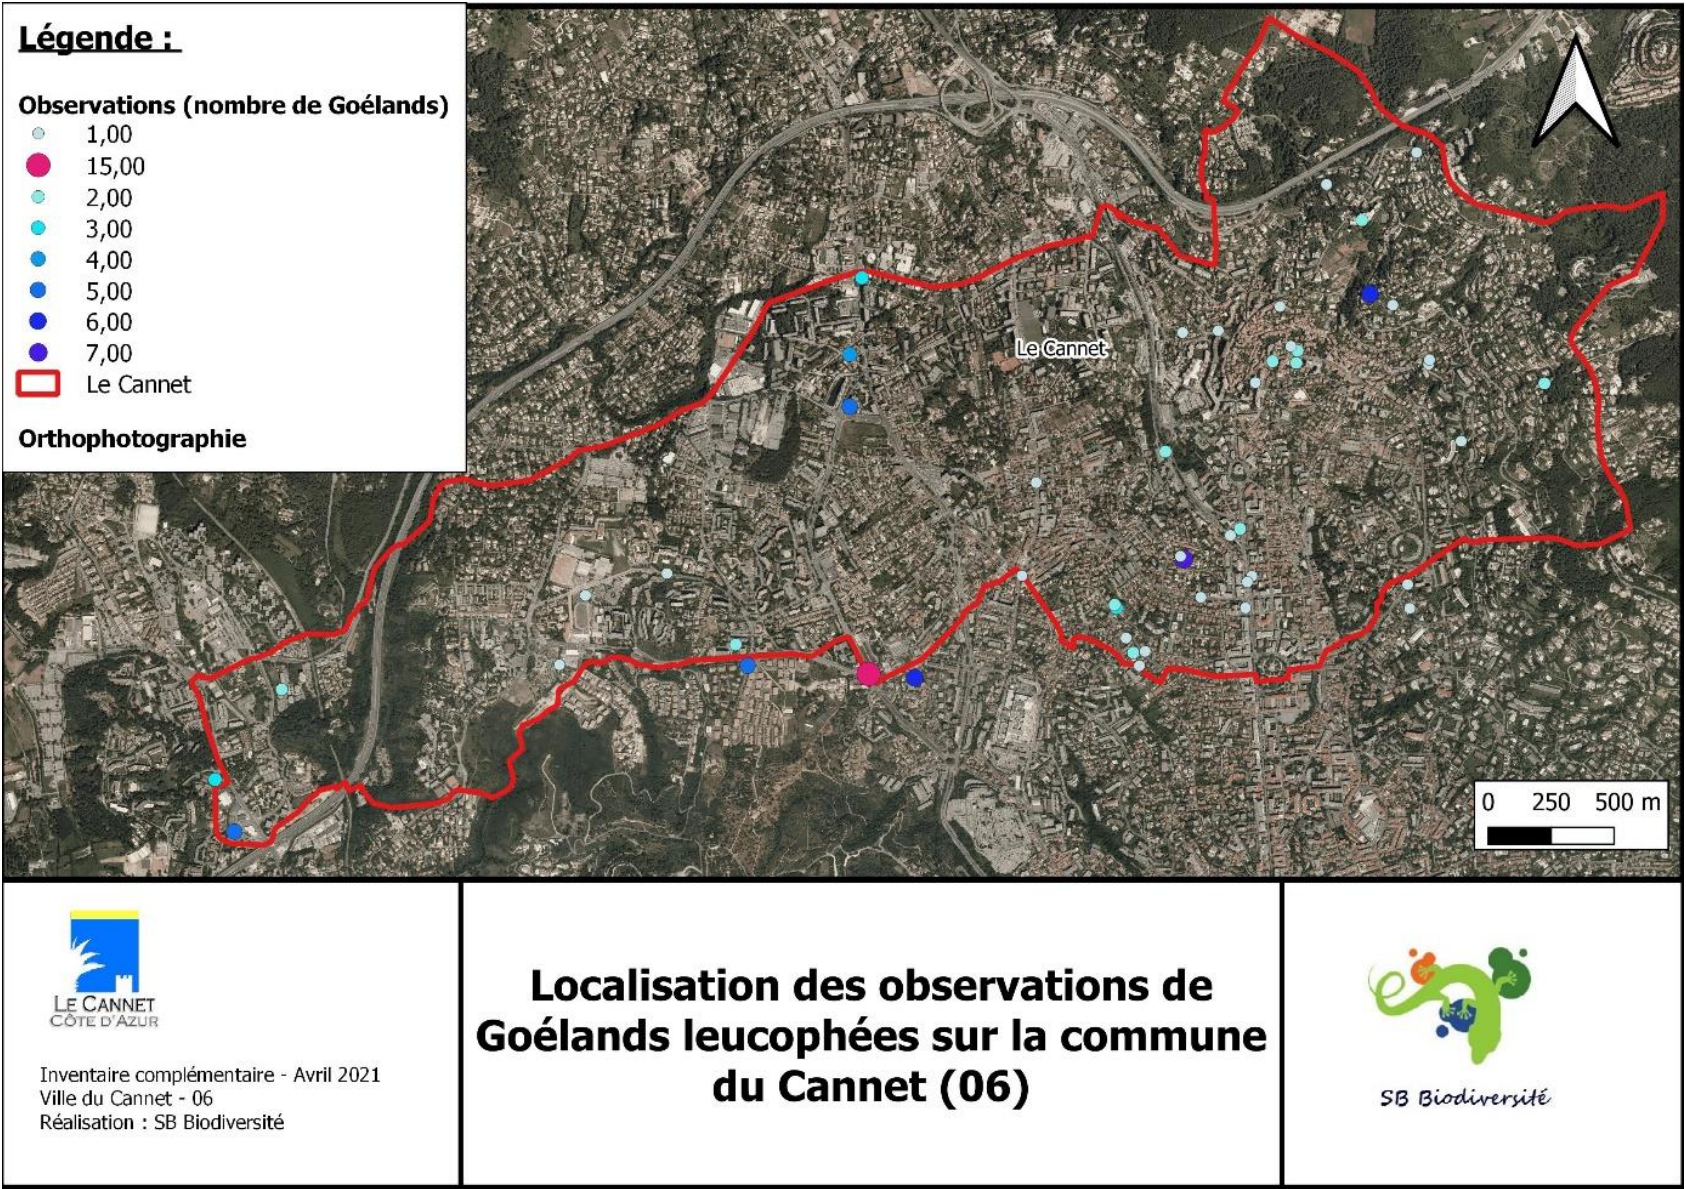 Légende :
Observations (nombre de Goélands)
1,00
15,00
2,00
3,00
4,00
5,00
6,00
7,00
Le Cannet
Orthophotographie
Le Cannet
0 250 500 m
LE CANNET
CÔTE D'AZUR
Inventaire complémentaire - Avril 2021
Ville du Cannet - 06
Réalisation : SB Biodiversité
Localisation des observations de
Goélands leucophées sur la commune
du Cannet (06)
SB Biodiversité